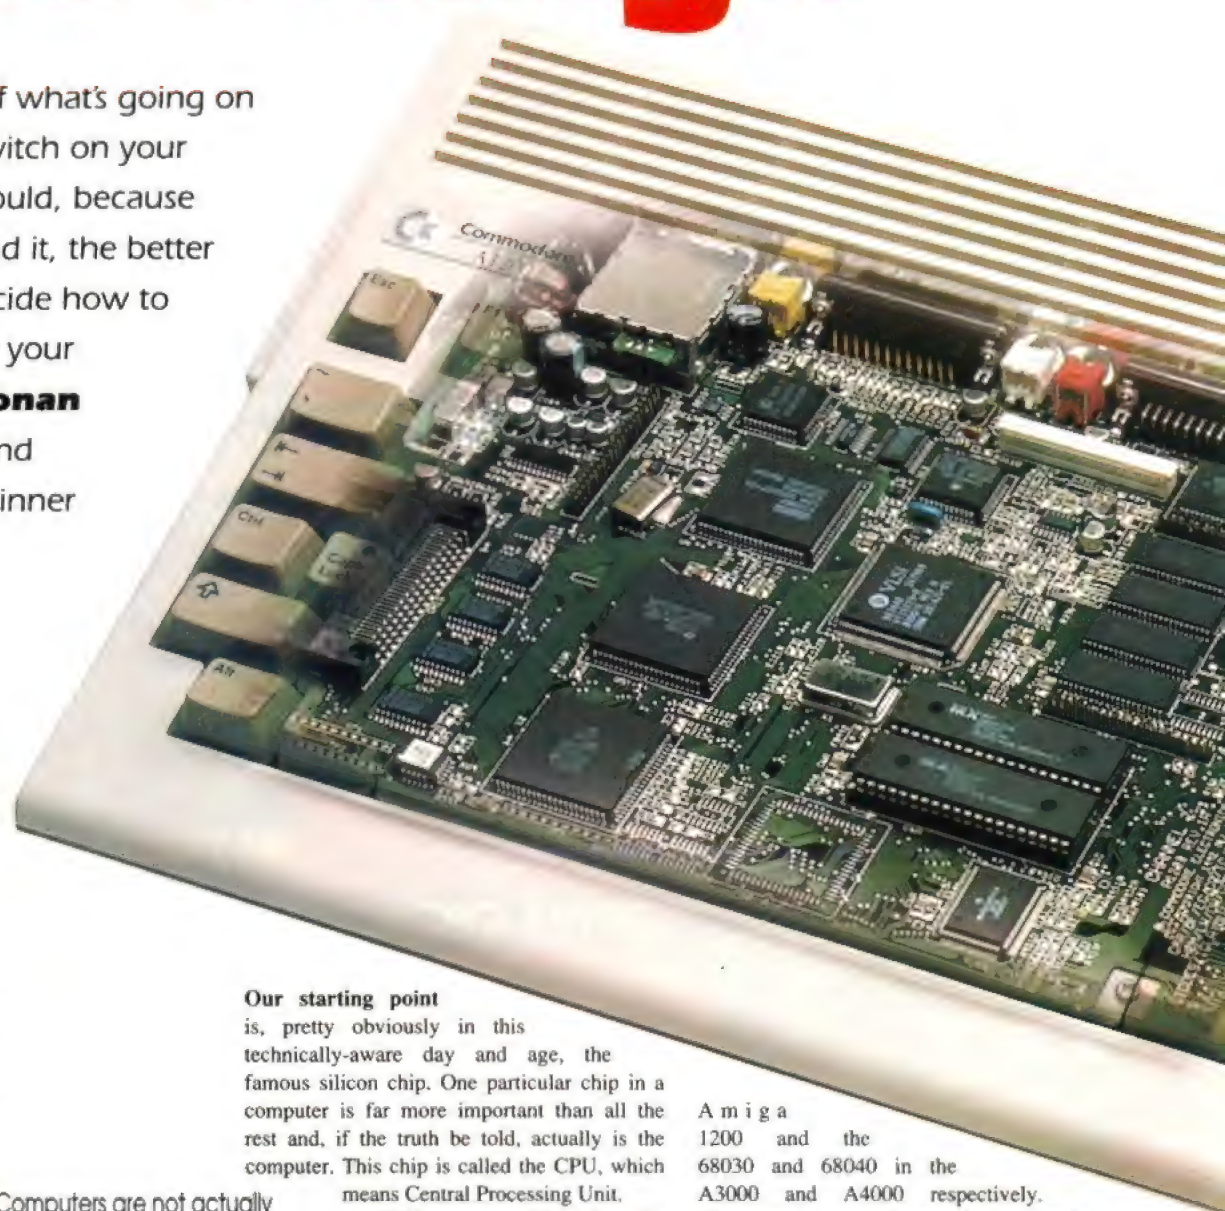 f what's going on
vitch on your
ould, because
d it, the better
cide how to
your
onan
nd
inner
Commodore
Esc
F1
Ctrl
Caps
Lock
Alt
VLSI
Our starting point
is, pretty obviously in this
technically-aware day and age, the
famous silicon chip. One particular chip in a
computer is far more important than all the
rest and, if the truth be told, actually is the
computer. This chip is called the CPU, which
means Central Processing Unit.
Amiga
1200 and the
68030 and 68040 in the
A3000 and A4000 respectively.
Computers are not actually